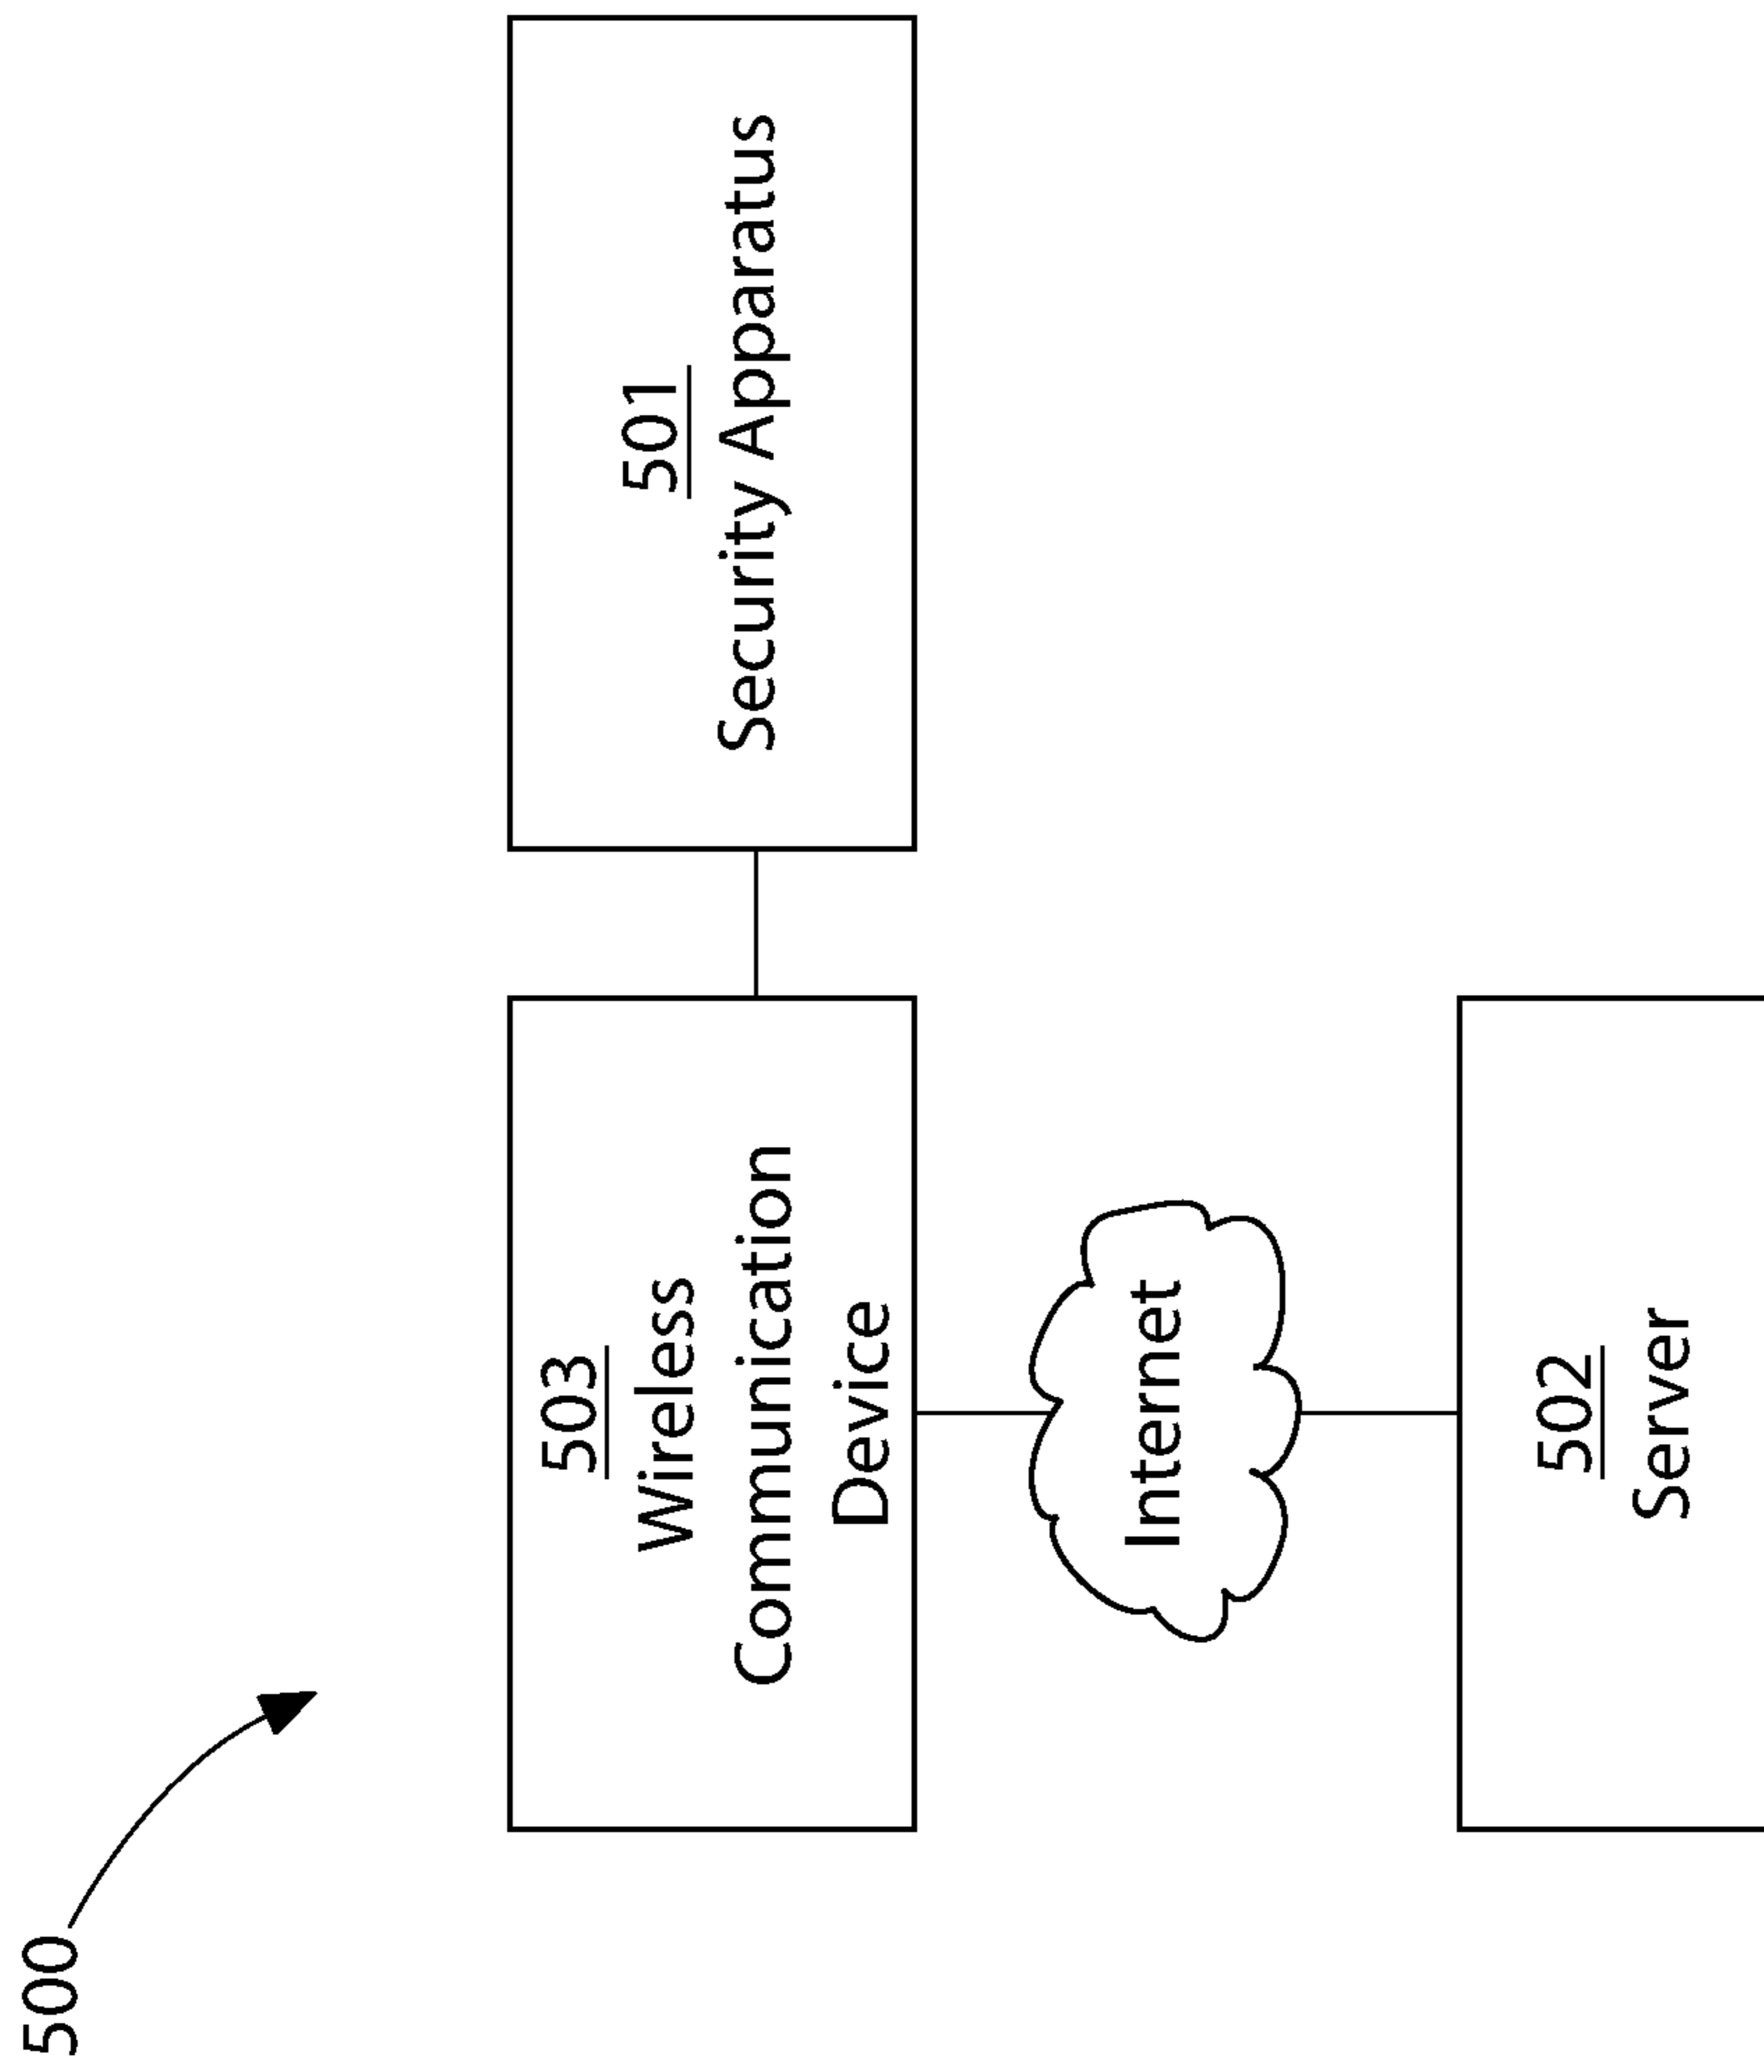 500
503
Wireless
Communication
Device
501
Security Apparatus
Internet
502
Server